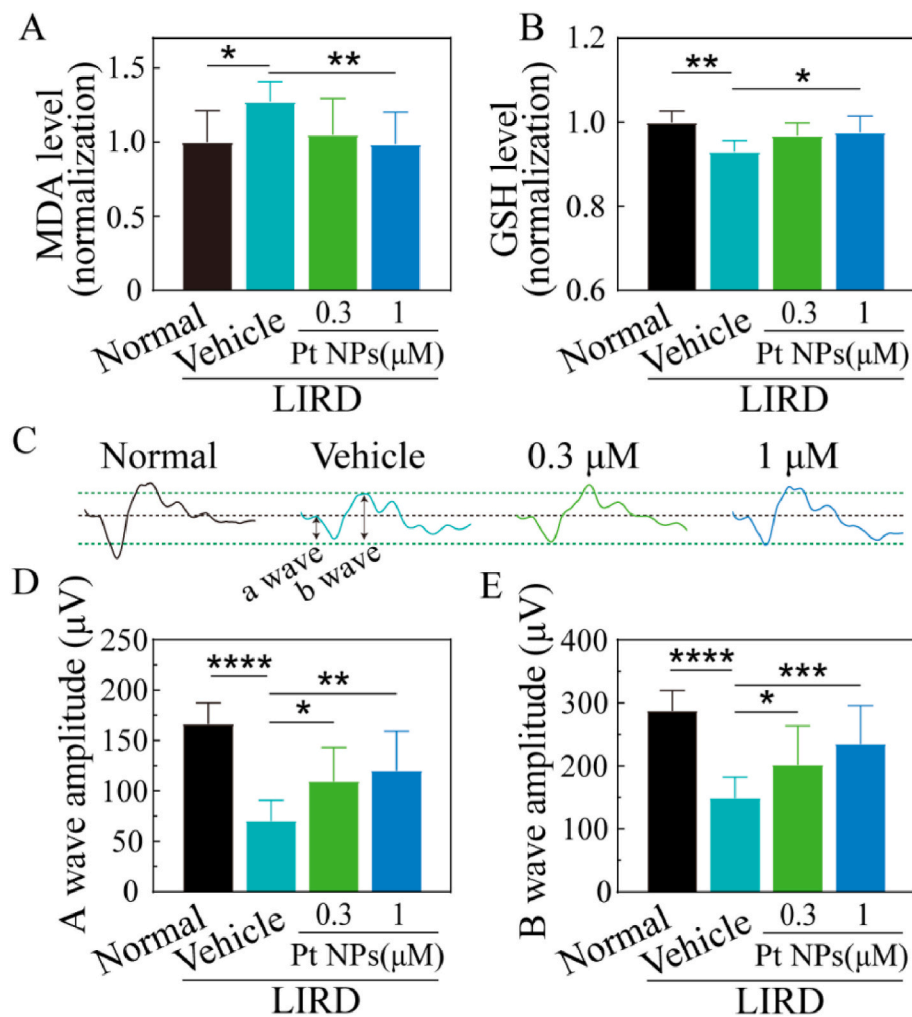 A
MDA level
(normalization)
1.5
1.0
0.5
0
*
**
Normal
Vehicle
0.3
1
Pt NPs(μM)
LIRD
B
GSH level
(normalization)
1.2
1.0
0.8
0.6
**
*
Normal
Vehicle
0.3
1
Pt NPs(μM)
LIRD
C
Normal
Vehicle
0.3 μM
1 μM
a wave
b wave
D
A wave amplitude (μV)
250
200
150
100
50
0
****
**
*
Normal
Vehicle
0.3
1
Pt NPs(μM)
LIRD
E
B wave amplitude (μV)
400
300
200
100
0
****
***
*
Normal
Vehicle
0.3
1
Pt NPs(μM)
LIRD